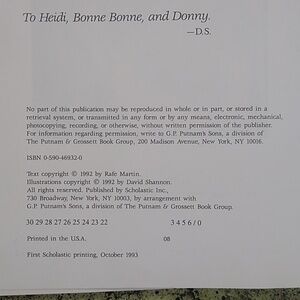 To Heidi, Bonne Bonne, and Donny.
—D.S.
No part of this publication may be reproduced in whole or in part, or stored in a
retrieval system, or transmitted in any form or by any means, electronic, mechanical,
photocopying, recording, or otherwise, without written permission of the publisher.
For information regarding permission, write to G.P. Putnam's Sons, a division of
The Putnam & Grossett Book Group, 200 Madison Avenue, New York, NY 10016.
ISBN 0-590-46932-0
Text copyright © 1992 by Rafe Martin.
Illustrations copyright © 1992 by David Shannon.
All rights reserved. Published by Scholastic Inc.,
730 Broadway, New York, NY 10003, by arrangement with
G.P. Putnam's Sons, a division of The Putnam & Grossett Book Group.
30 29 28 27 26 25 24 23 22 3 4 5 6 / 0
Printed in the U.S.A. 08
First Scholastic printing, October 1993